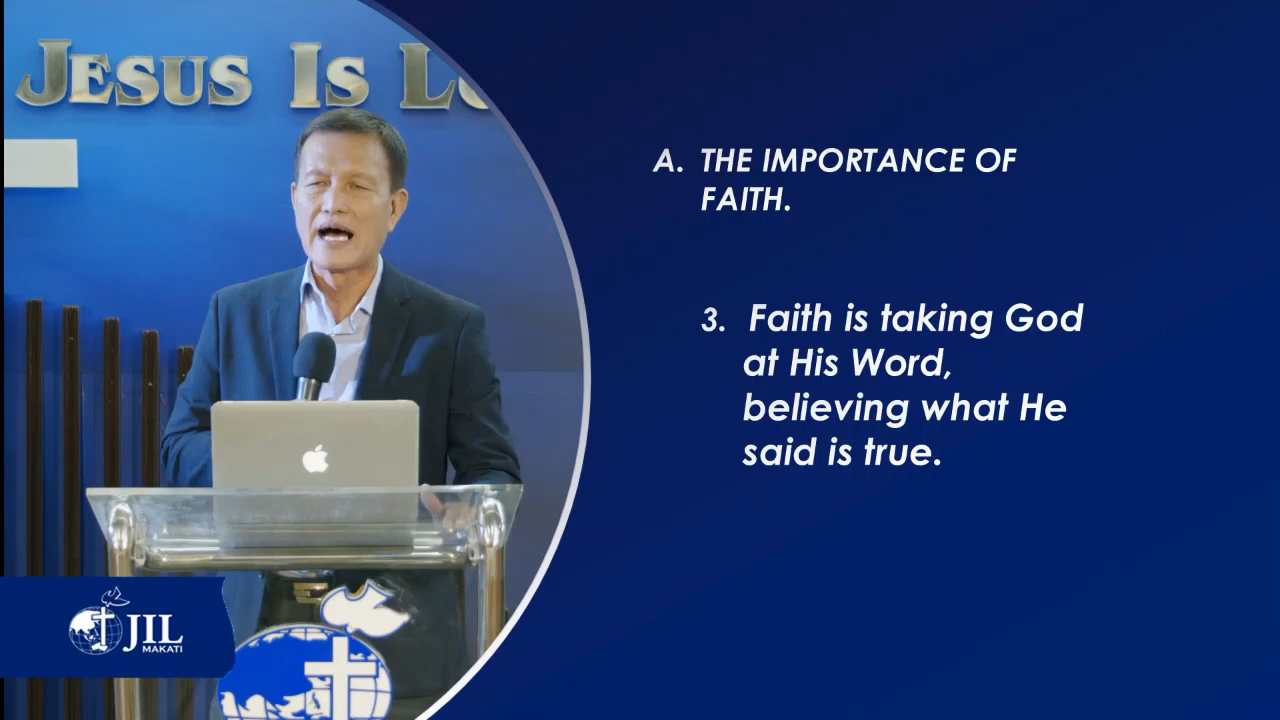 JESUS IS LO
A. THE IMPORTANCE OF
FAITH.
3. Faith is taking God
at His Word,
believing what He
said is true.
JIL
MAKATI